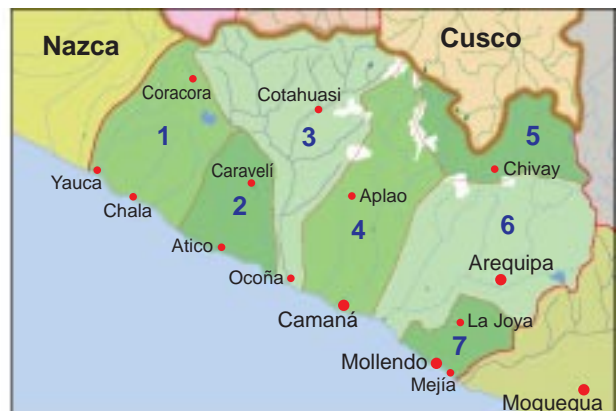 Nazca
Cusco
Coracora
Cotahuasi
1
3
5
Yauca
Caravelí
Chivay
2
Aplao
Chala
4
6
Atico
Ocoña
Arequipa
Camaná
La Joya
7
Mollendo
Mejía
Moquegua